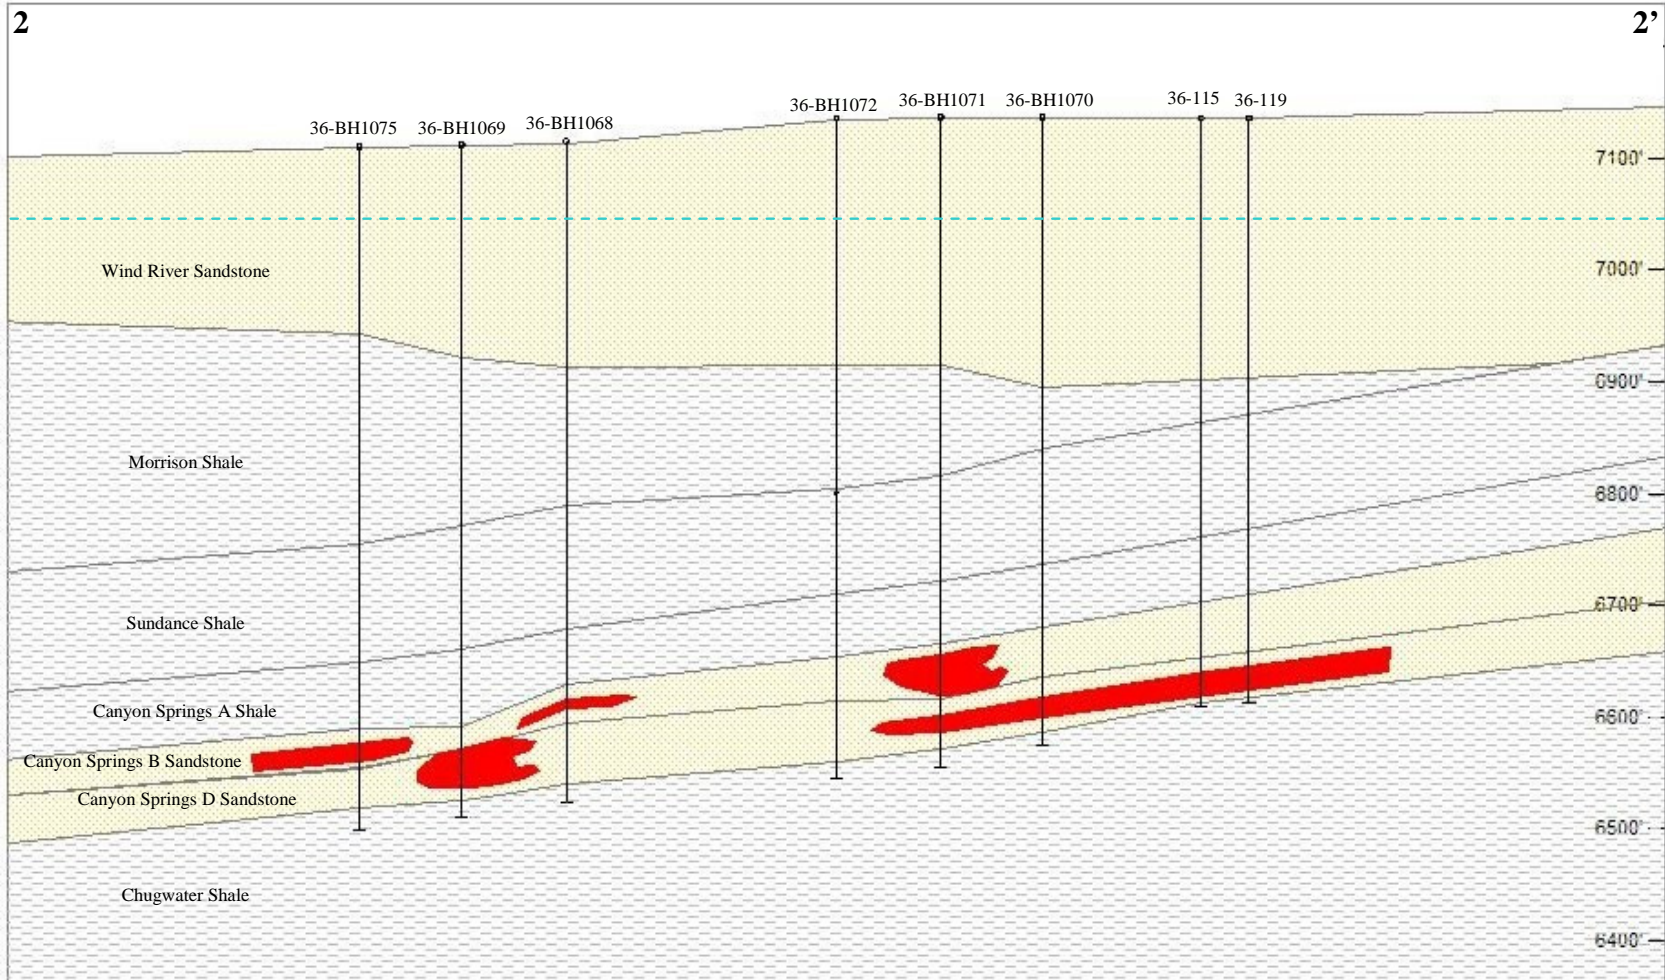 2
2’
36-BH1075
36-BH1069
36-BH1068
36-BH1072
36-BH1071
36-BH1070
36-115
36-119
7100'
Wind River Sandstone
7000'
6900'
Morrison Shale
6800'
Sundance Shale
6700'
Canyon Springs A Shale
6600'
Canyon Springs B Sandstone
Canyon Springs D Sandstone
6500'
Chugwater Shale
6400'